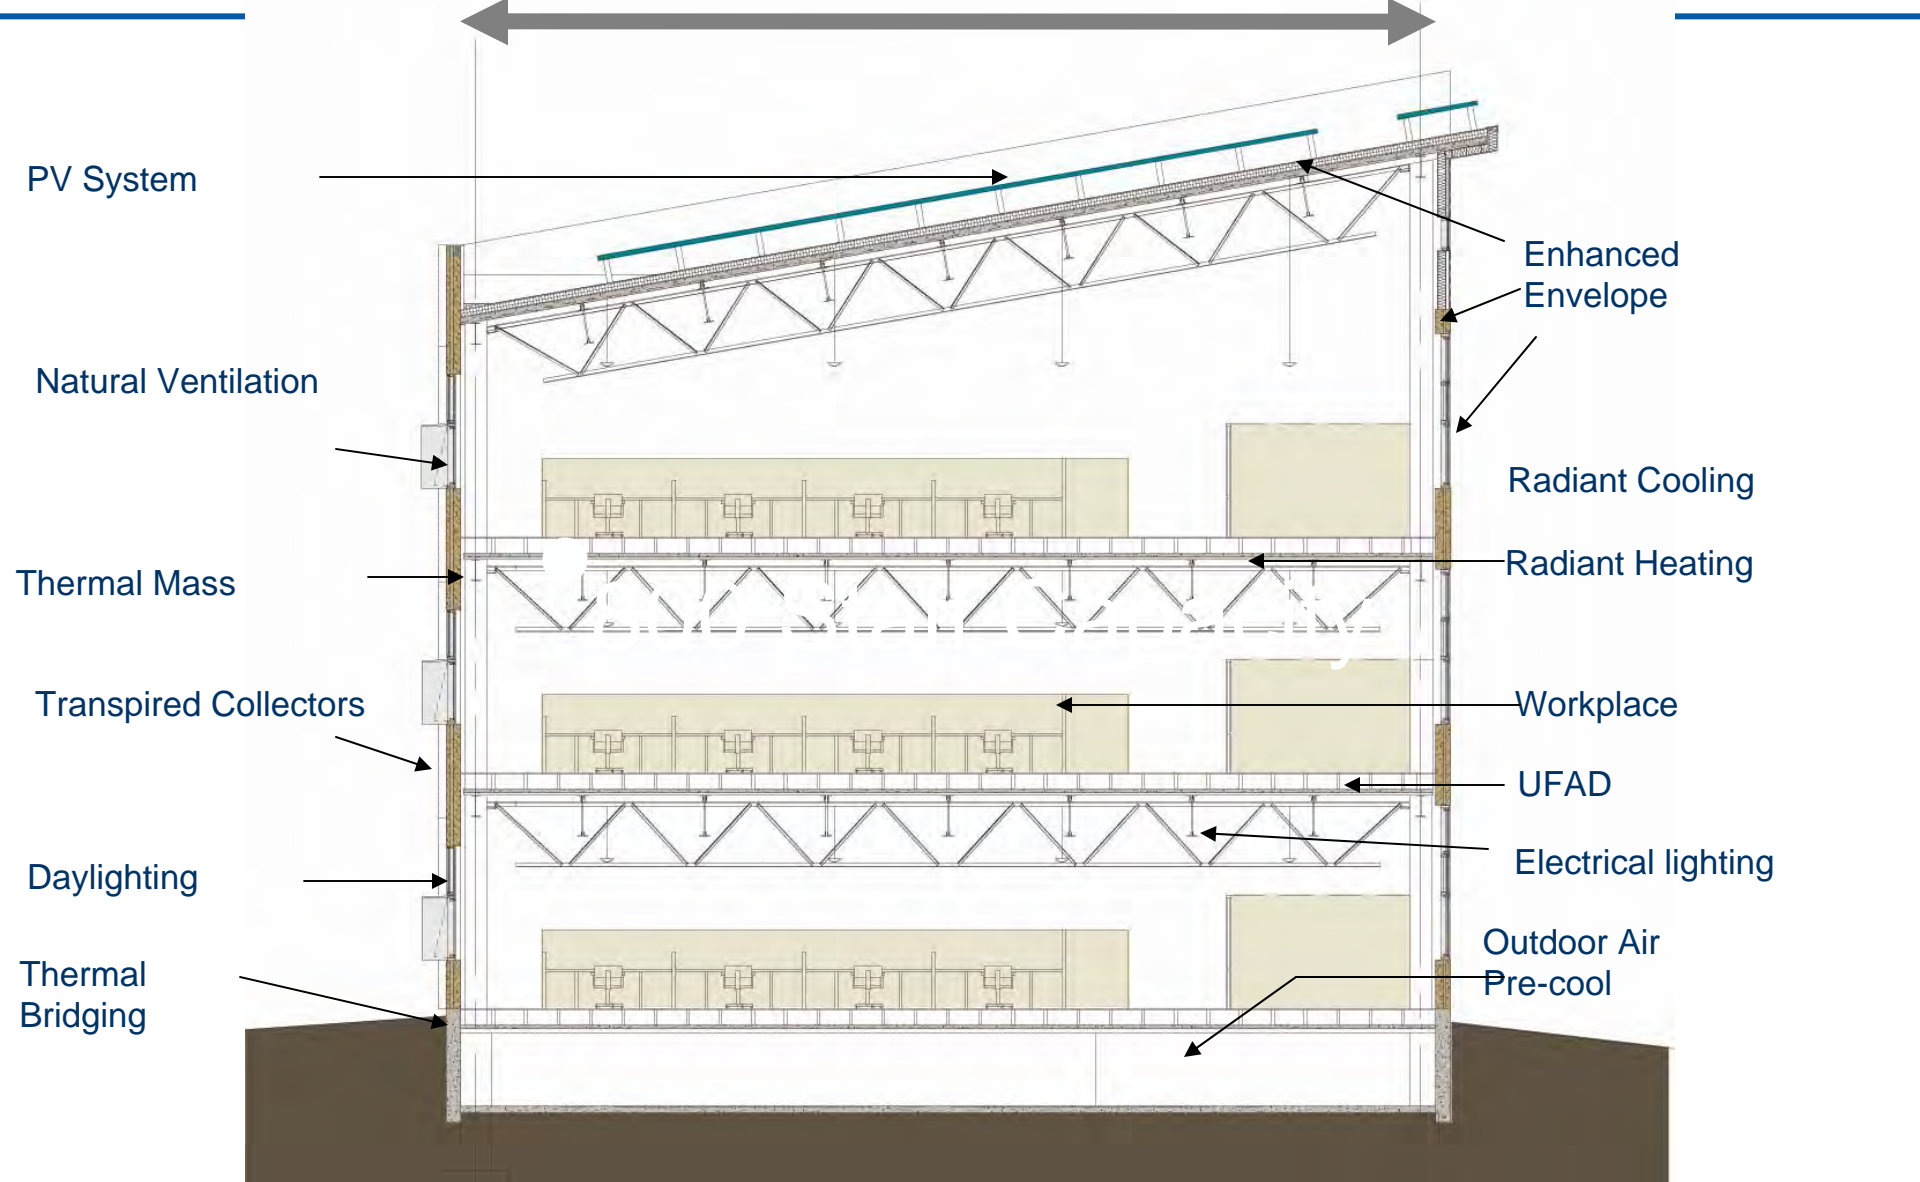 PV System
Natural Ventilation
Thermal Mass
Transpired Collectors
Daylighting
Thermal
Bridging
Enhanced
Envelope
Radiant Cooling
Radiant Heating
Workplace
UFAD
Electrical lighting
Outdoor Air
Pre-cool